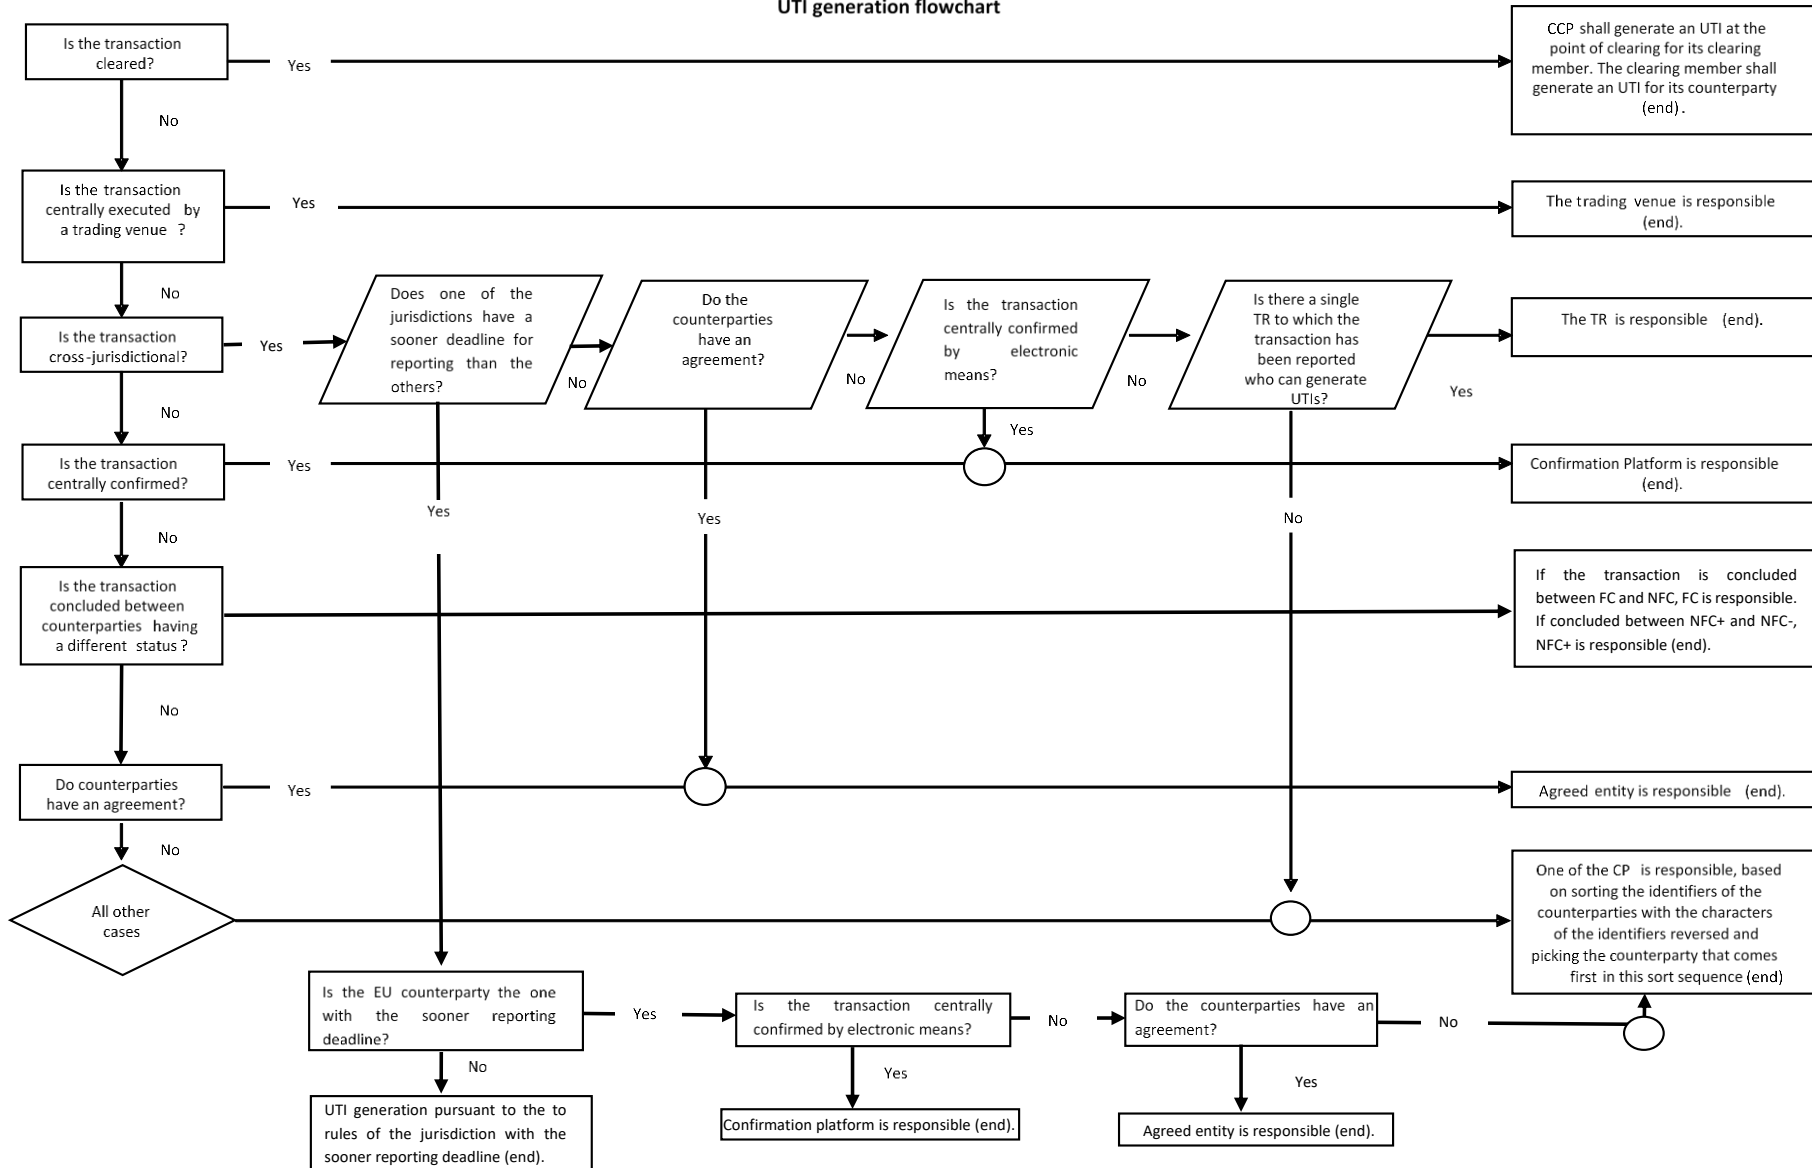 UTI generation flowchart
Is the transaction
cleared?
Yes
CCP shall generate an UTI at the
point of clearing for its clearing
member. The clearing member shall
generate an UTI for its counterparty
(end).
No
Is the transaction
centrally executed by
a trading venue ?
Yes
The trading venue is responsible
(end).
No
Is the transaction
cross-jurisdictional?
Yes
Does one of the
jurisdictions have a
sooner deadline for
reporting than the
others?
No
Do the
counterparties
have an
agreement?
No
Is the transaction
centrally confirmed
by electronic
means?
No
Is there a single
TR to which the
transaction has
been reported
who can generate
UTIs?
Yes
The TR is responsible (end).
No
Yes
Is the transaction
centrally confirmed?
Yes
Confirmation Platform is responsible
(end).
Yes
Yes
No
No
Is the transaction
concluded between
counterparties having
a different status?
If the transaction is concluded
between FC and NFC, FC is responsible.
If concluded between NFC+ and NFC-,
NFC+ is responsible (end).
No
Do counterparties
have an agreement?
Yes
Agreed entity is responsible (end).
No
All other
cases
One of the CP is responsible, based
on sorting the identifiers of the
counterparties with the characters
of the identifiers reversed and
picking the counterparty that comes
first in this sort sequence (end)
Is the EU counterparty the one
with the sooner reporting
deadline?
Yes
Is the transaction centrally
confirmed by electronic means?
No
Do the counterparties have an
agreement?
No
No
Yes
Yes
UTI generation pursuant to the to
rules of the jurisdiction with the
sooner reporting deadline (end).
Confirmation platform is responsible (end).
Agreed entity is responsible (end).